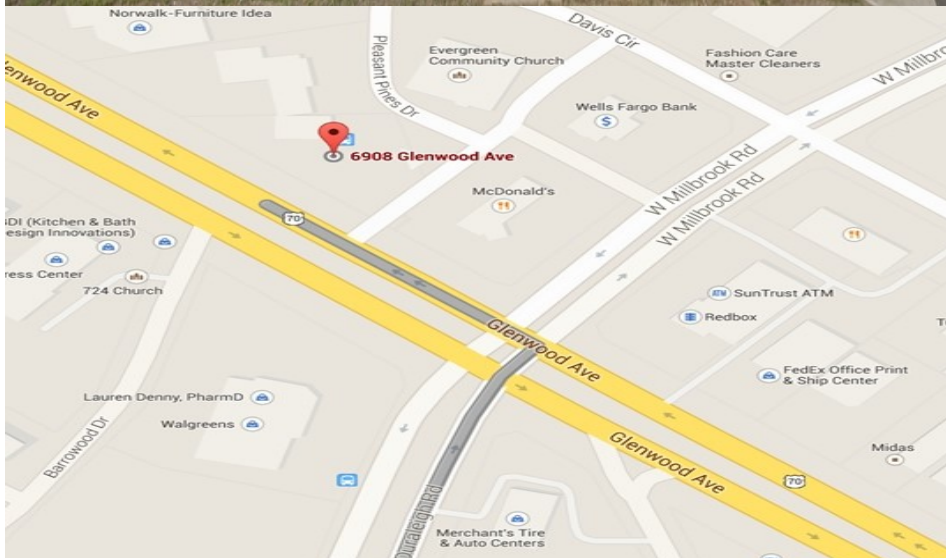 Norwalk-Furniture Idea
Davis Cir
Pleasant Pines Dr
Evergreen
Community Church
Fashion Care
Master Cleaners
W Millbro
Glenwood Ave
Wells Fargo Bank
$
6908 Glenwood Ave
McDonald's
W Millbrook Rd
W Millbrook Rd
70
BDI (Kitchen & Bath
esign Innovations)
ress Center
724 Church
ATM SunTrust ATM
Redbox
Glenwood Ave
FedEx Office Print
& Ship Center
Lauren Denny, PharmD
Walgreens
Barrowood Dr
Glenwood Ave
Midas
70
Duraleigh Rd
Merchant's Tire
& Auto Centers